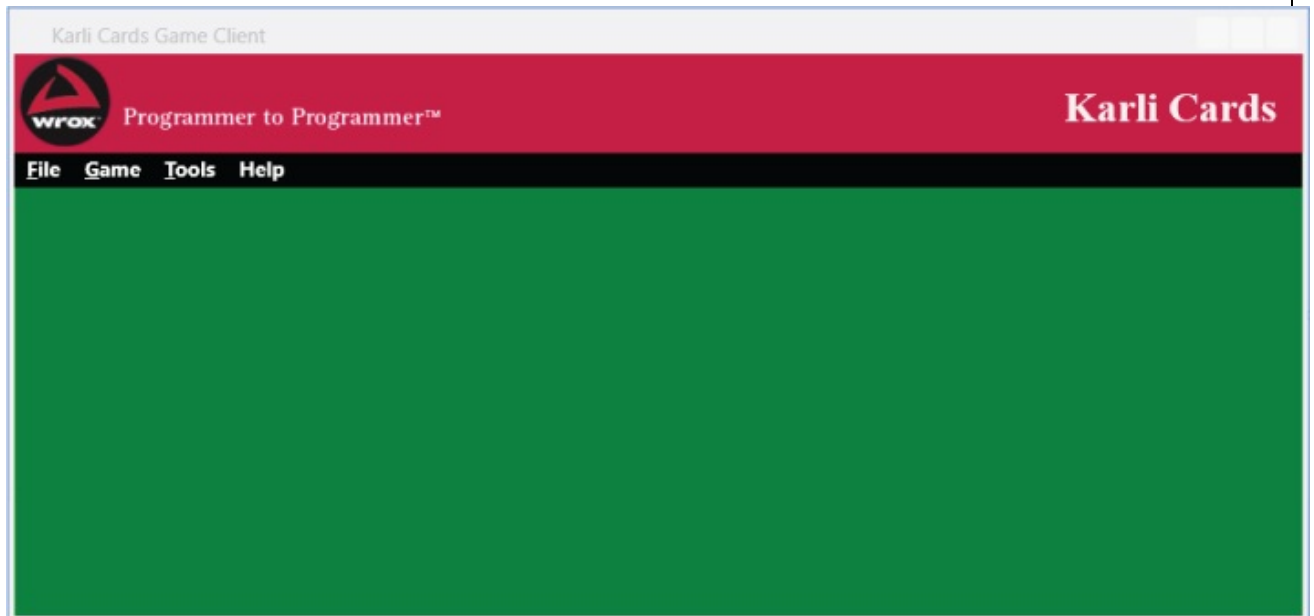 Karli Cards Game Client
wrox
Programmer to Programmer™
Karli Cards
File Game Tools Help